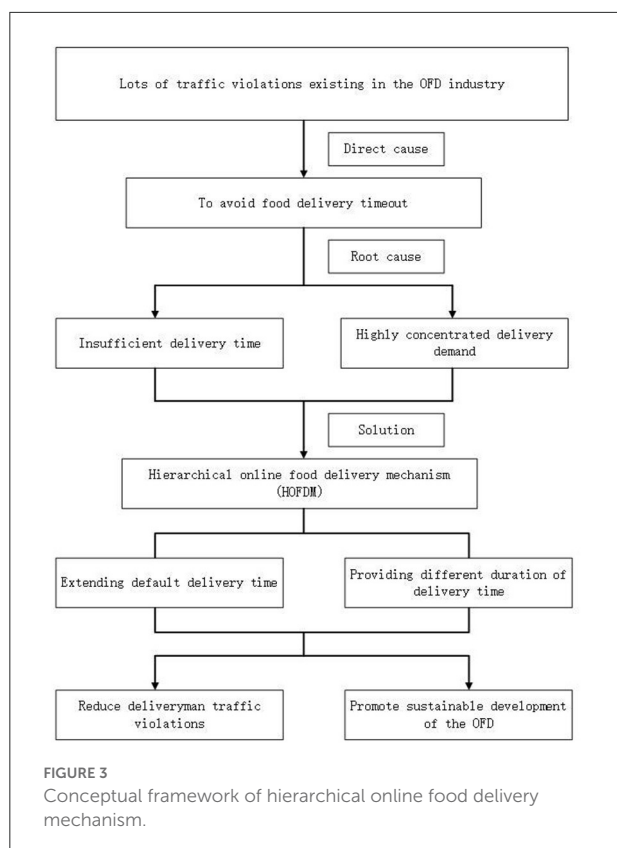 Lots of traffic violations existing in the OFD industry
Direct cause
To avoid food delivery timeout
Root cause
Insufficient delivery time
Highly concentrated delivery
demand
Solution
Hierarchical online food delivery mechanism
(HOFDM)
Extending default delivery time
Providing different duration of
delivery time
Reduce deliveryman traffic
violations
Promote sustainable development
of the OFD
FIGURE 3
Conceptual framework of hierarchical online food delivery
mechanism.